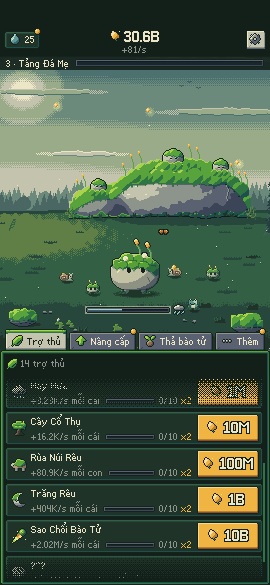 25
30.6B
+81/s
3 · Tảng Đá Mẹ
Trợ thủ
Nâng cấp
Thả bào tử
Thêm
14 trợ thủ
+3.23K/s mỗi cái 0/10 x2
Cây Cổ Thụ
+16.2K/s mỗi cái 0/10 x2
10M
Rùa Núi Rêu
+80.9K/s mỗi con 0/10 x2
100M
Trăng Rêu
+404K/s mỗi cái 0/10 x2
1B
Sao Chổi Bào Tử
+2.02M/s mỗi cái 0/10 x2
10B